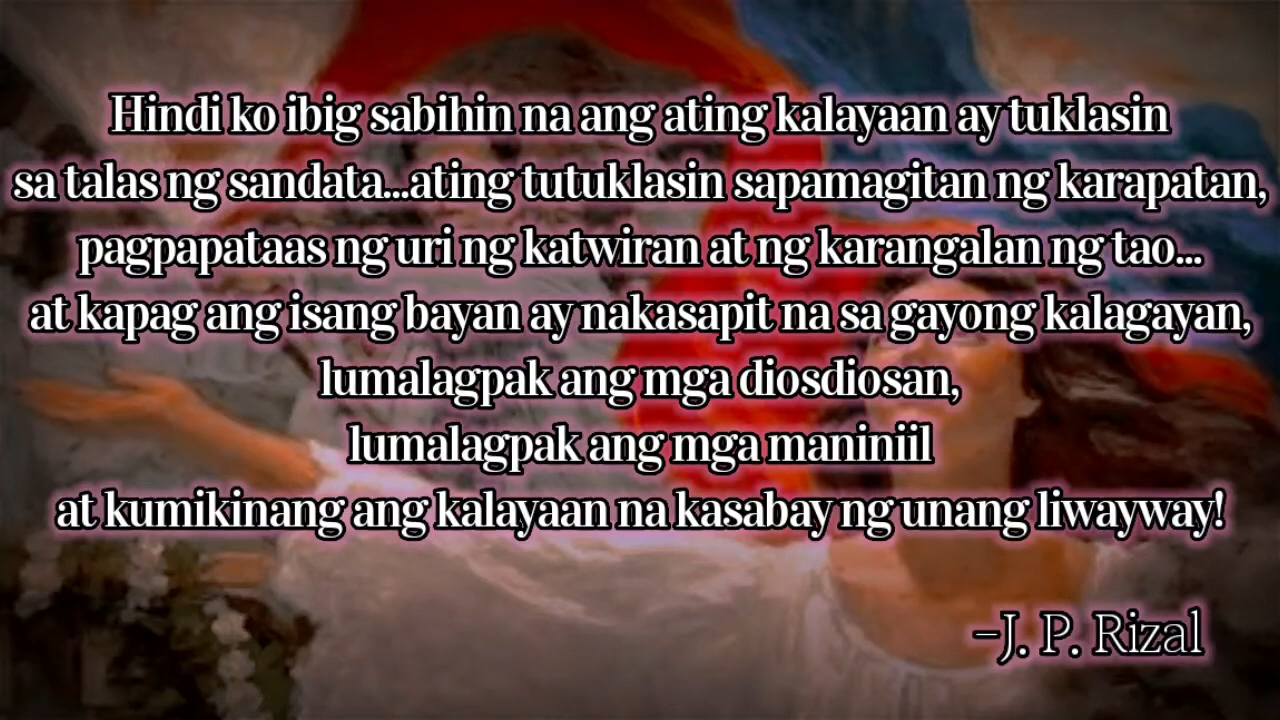 Hindi ko ibig sabihin na ang ating kalayaan ay tuklasin
sa talas ng sandata...ating tutuklasin sapamagitan ng karapatan,
pagpapataas ng uri ng katwiran at ng karangalan ng tao...
at kapag ang isang bayan ay nakasapit na sa gayong kalagayan,
lumalagpak ang mga diosdiosan,
lumalagpak ang mga maniniil
at kumikinang ang kalayaan na kasabay ng unang liwayway!
-J. P. Rizal